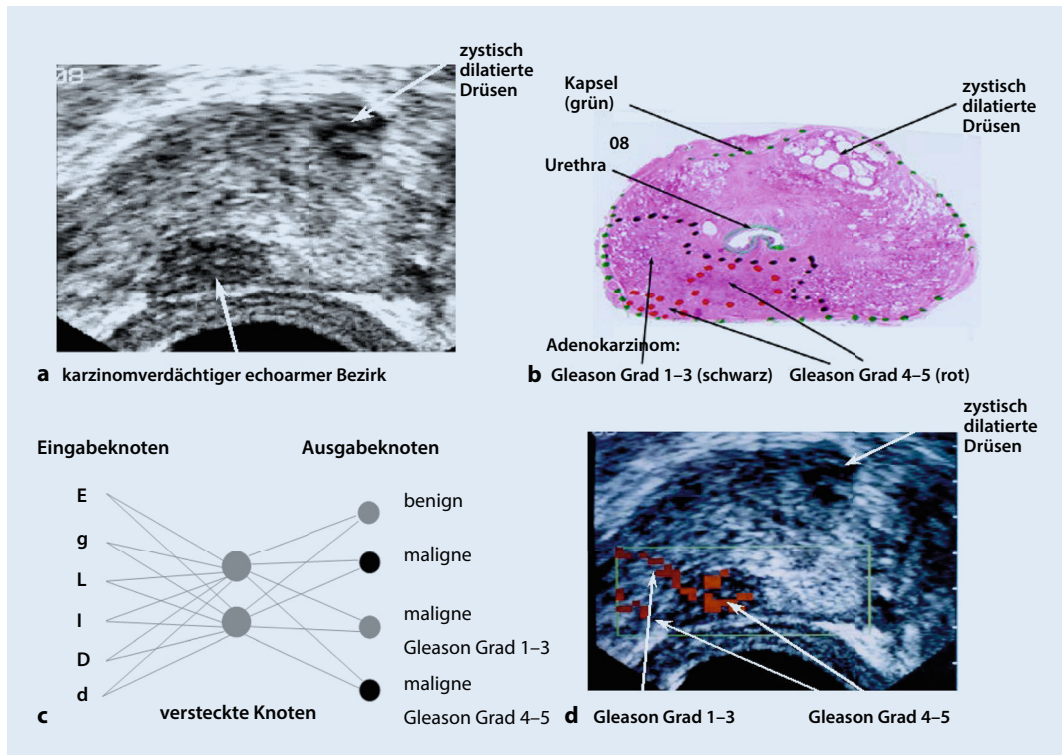 08
zystisch
dilatierte
Drüsen
a karzinomverdächtiger echoarmer Bezirk
Kapsel
(grün)
08
Urethra
zystisch
dilatierte
Drüsen
Adenokarzinom:
b Gleason Grad 1–3 (schwarz) Gleason Grad 4–5 (rot)
Eingabeknoten Ausgabeknoten
E
g
L
l
D
d
benign
maligne
maligne
Gleason Grad 1–3
maligne
Gleason Grad 4–5
c versteckte Knoten
zystisch
dilatierte
Drüsen
d Gleason Grad 1–3 Gleason Grad 4–5